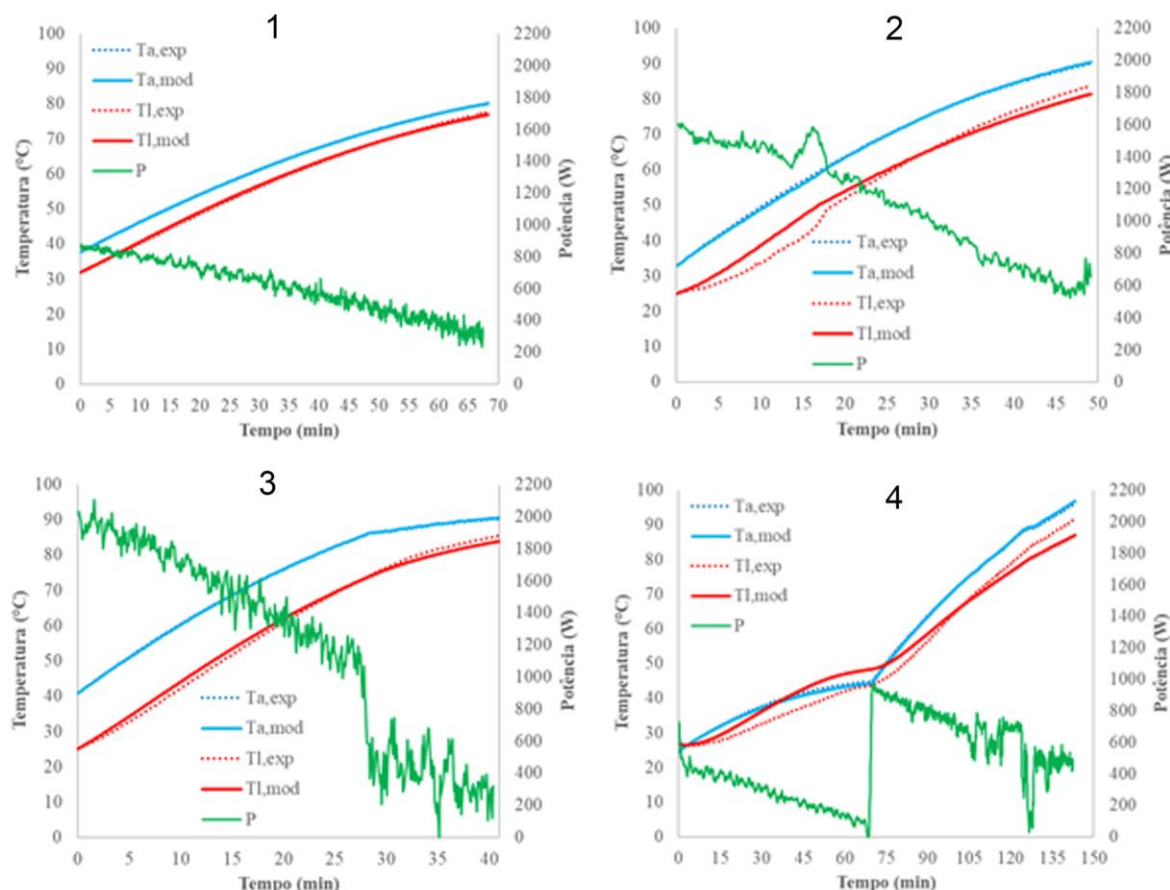 1
100
90
80
70
60
50
40
30
20
10
0
Temperatura (°C)
Ta,exp
Ta,mod
Tl,exp
Tl,mod
P
2200
2000
1800
1600
1400
1200
1000
800
600
400
200
0
Potência (W)
0 5 10 15 20 25 30 35 40 45 50 55 60 65 70
Tempo (min)
2
100
90
80
70
60
50
40
30
20
10
0
Temperatura (°C)
Ta,exp
Ta,mod
Tl,exp
Tl,mod
P
2200
2000
1800
1600
1400
1200
1000
800
600
400
200
0
Potência (W)
0 5 10 15 20 25 30 35 40 45 50
Tempo (min)
3
100
90
80
70
60
50
40
30
20
10
0
Temperatura (°C)
Ta,exp
Ta,mod
Tl,exp
Tl,mod
P
2200
2000
1800
1600
1400
1200
1000
800
600
400
200
0
Potência (W)
0 5 10 15 20 25 30 35 40
Tempo (min)
4
100
90
80
70
60
50
40
30
20
10
0
Temperatura (°C)
Ta,exp
Ta,mod
Tl,exp
Tl,mod
P
2200
2000
1800
1600
1400
1200
1000
800
600
400
200
0
Potência (W)
0 15 30 45 60 75 90 105 120 135 150
Tempo (min)